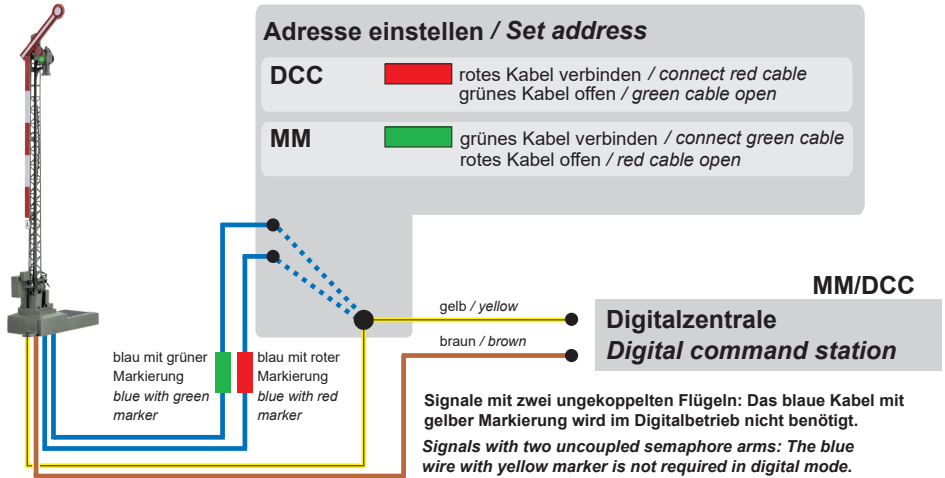 Adresse einstellen / Set address
DCC
rotes Kabel verbinden / connect red cable
grünes Kabel offen / green cable open
MM
grünes Kabel verbinden / connect green cable
rotes Kabel offen / red cable open
MM/DCC
gelb / yellow
Digitalzentrale
braun / brown
Digital command station
blau mit grüner
Markierung
blue with green
marker
blau mit roter
Markierung
blue with red
marker
Signale mit zwei ungekoppelten Flügeln: Das blaue Kabel mit
gelber Markierung wird im Digitalbetrieb nicht benötigt.
Signals with two uncoupled semaphore arms: The blue
wire with yellow marker is not required in digital mode.